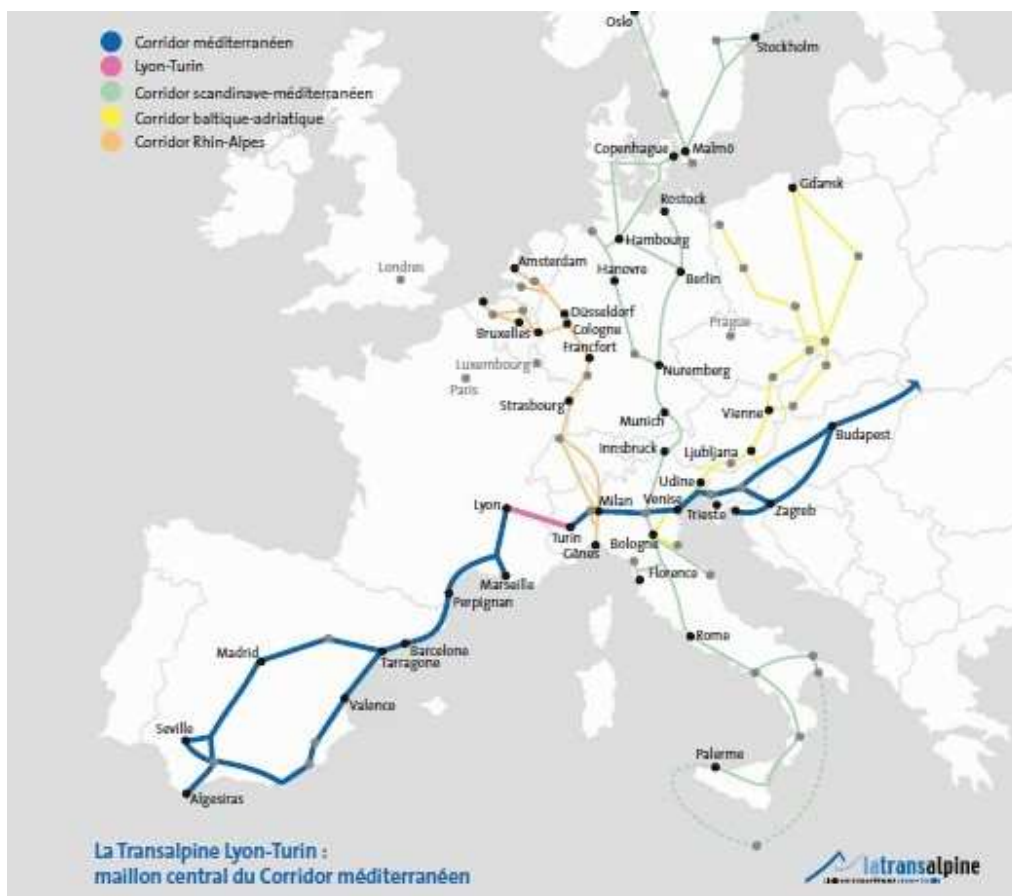 Corridor méditerranéen
Lyon-Turin
Corridor scandinave-méditerranéen
Corridor baltique-adriatique
Corridor Rhin-Alpes
Oslo
Stockholm
Copenhague
Malmö
Gdansk
Rostock
Hambourg
Amsterdam
Londres
Hanovre
Berlin
Düsseldorf
Bruxelles
Cologne
Prague
Francfort
Luxembourg
Paris
Nuremberg
Strasbourg
Munich
Vienne
Budapest
Innsbruck
Ljubljana
Udine
Lyon
Milan
Venise
Trieste
Zagreb
Turin
Gênes
Bologne
Marseille
Florence
Perpignan
Rome
Madrid
Barcelone
Tarragone
Valence
Seville
Palerme
Algesiras
La Transalpine Lyon-Turin :
maillon central du Corridor méditerranéen
latransalpine